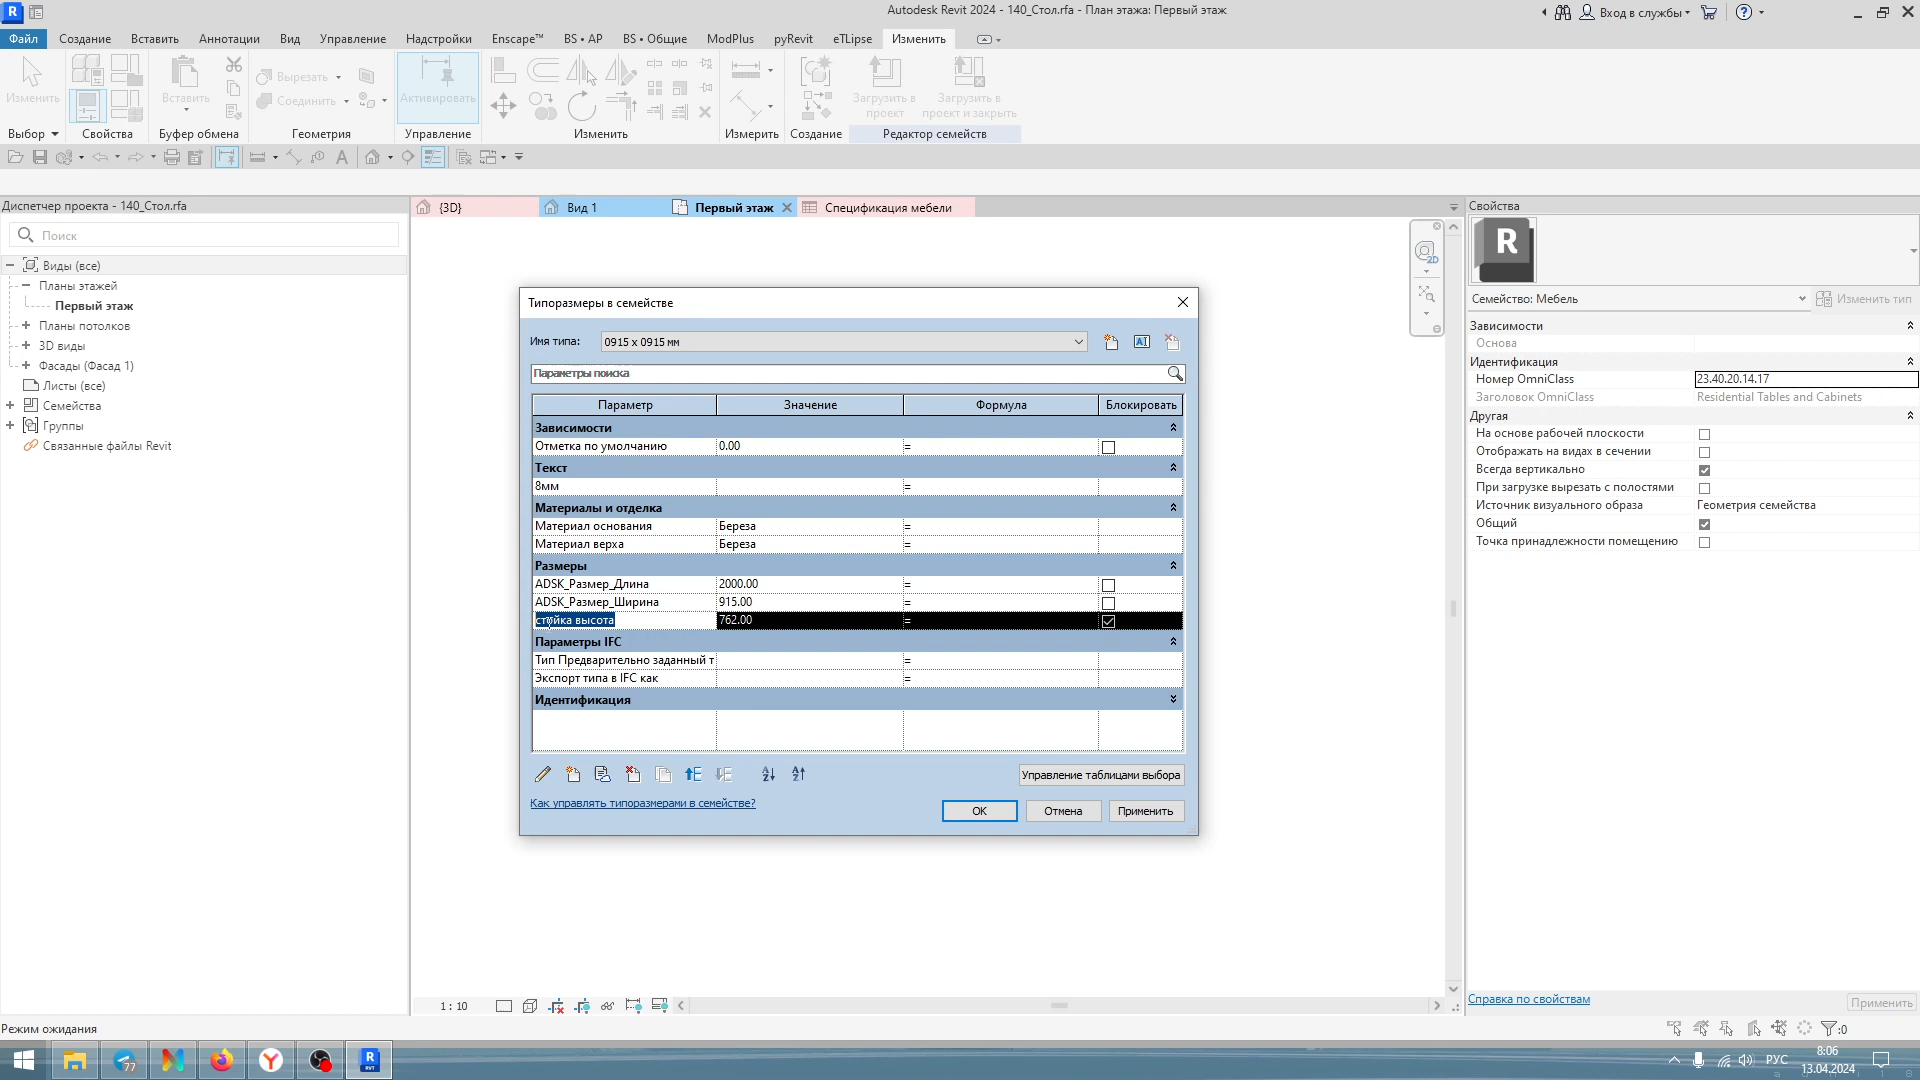 Autodesk Revit 2024 - 140_Стол.rfa - План этажа: Первый этаж
Вход в службы
Файл Создание Вставить Аннотации Вид Управление Надстройки Enscape™ BS • АР BS • Общие ModPlus pyRevit eTLipse Изменить
Изменить
Вставить
Вырезать
Соединить
Активировать
Загрузить в проект
Загрузить в проект и закрыть
Выбор Свойства Буфер обмена Геометрия Управление Изменить Измерить Создание Редактор семейств
Диспетчер проекта - 140_Стол.rfa
{3D} Вид 1 Первый этаж Спецификация мебели
Поиск
Виды (все)
Планы этажей
Первый этаж
Планы потолков
3D виды
Фасады (Фасад 1)
Листы (все)
Семейства
Группы
Связанные файлы Revit
2D
Типоразмеры в семействе
Имя типа: 0915 x 0915 мм
Параметры поиска
Параметр Значение Формула Блокировать
Зависимости
Отметка по умолчанию 0.00 =
Текст
8мм =
Материалы и отделка
Материал основания Береза =
Материал верха Береза =
Размеры
ADSK_Размер_Длина 2000.00 =
ADSK_Размер_Ширина 915.00 =
стойка высота 762.00 =
Параметры IFC
Тип Предварительно заданный т =
Экспорт типа в IFC как =
Идентификация
Управление таблицами выбора
Как управлять типоразмерами в семействе?
ОК Отмена Применить
Свойства
R
Семейство: Мебель Изменить тип
Зависимости
Основа
Идентификация
Номер OmniClass 23.40.20.14.17
Заголовок OmniClass Residential Tables and Cabinets
Другая
На основе рабочей плоскости
Отображать на видах в сечении
Всегда вертикально
При загрузке вырезать с полостями
Источник визуального образа Геометрия семейства
Общий
Точка принадлежности помещению
Справка по свойствам Применить
1 : 10
Режим ожидания
:0
77
R
RVT
РУС
8:06
13.04.2024